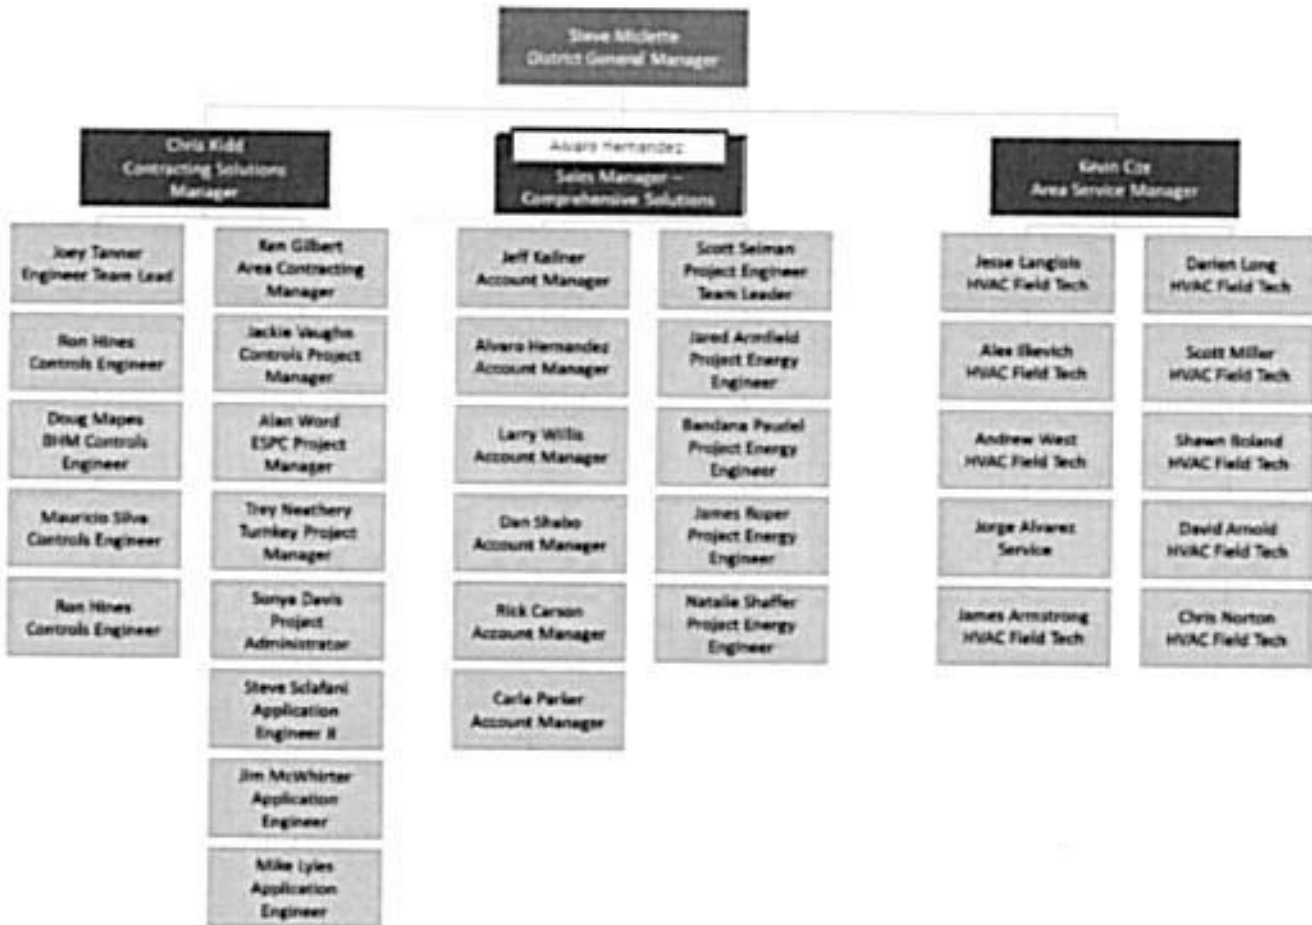 Steve Miclette
District General Manager
Chris Kidd
Contracting Solutions
Manager
Alvaro Hernandez
Sales Manager –
Comprehensive Solutions
Kevin Cox
Area Service Manager
Joey Tanner
Engineer Team Lead
Ron Hines
Controls Engineer
Doug Mapes
BHM Controls
Engineer
Mauricio Silva
Controls Engineer
Ron Hines
Controls Engineer
Ken Gilbert
Area Contracting
Manager
Jackie Vaughn
Controls Project
Manager
Alan Word
ESPC Project
Manager
Trey Neathery
Turnkey Project
Manager
Sonya Davis
Project
Administrator
Steve Sclafani
Application
Engineer II
Jim McWhirter
Application
Engineer
Mike Lyles
Application
Engineer
Jeff Kellner
Account Manager
Alvaro Hernandez
Account Manager
Larry Willis
Account Manager
Dan Shabo
Account Manager
Rick Carson
Account Manager
Carla Parker
Account Manager
Scott Selman
Project Engineer
Team Leader
Jared Armfield
Project Energy
Engineer
Bandana Paudel
Project Energy
Engineer
James Roper
Project Energy
Engineer
Natalie Shaffer
Project Energy
Engineer
Jesse Langlois
HVAC Field Tech
Alex Ilkevich
HVAC Field Tech
Andrew West
HVAC Field Tech
Jorge Alvarez
Service
James Armstrong
HVAC Field Tech
Darien Long
HVAC Field Tech
Scott Miller
HVAC Field Tech
Shawn Boland
HVAC Field Tech
David Arnold
HVAC Field Tech
Chris Norton
HVAC Field Tech